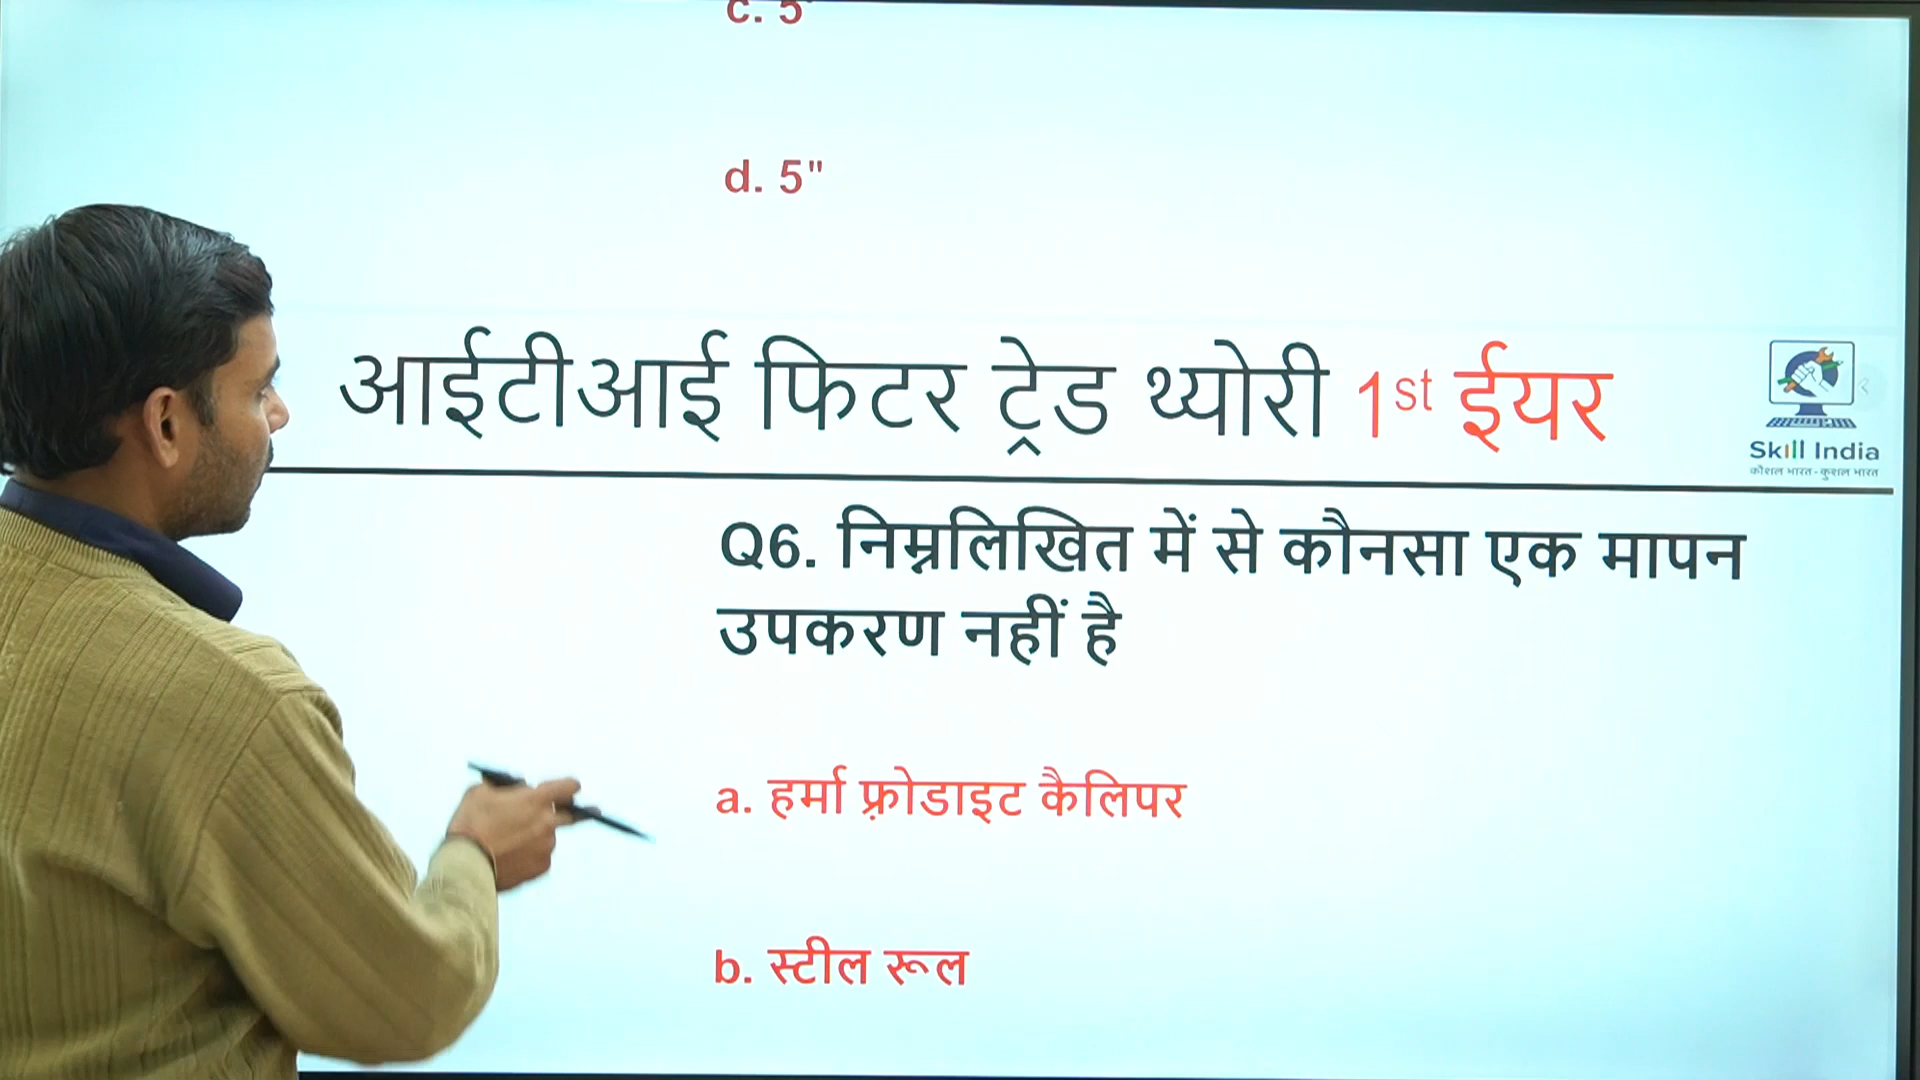 c. 5
d. 5"
आईटीआई फिटर ट्रेड थ्योरी 1st ईयर
Skill India
कौशल भारत - कुशल भारत
Q6. निम्नलिखित में से कौनसा एक मापन
उपकरण नहीं है
a. हर्मा फ़्रोडाइट कैलिपर
b. स्टील रूल